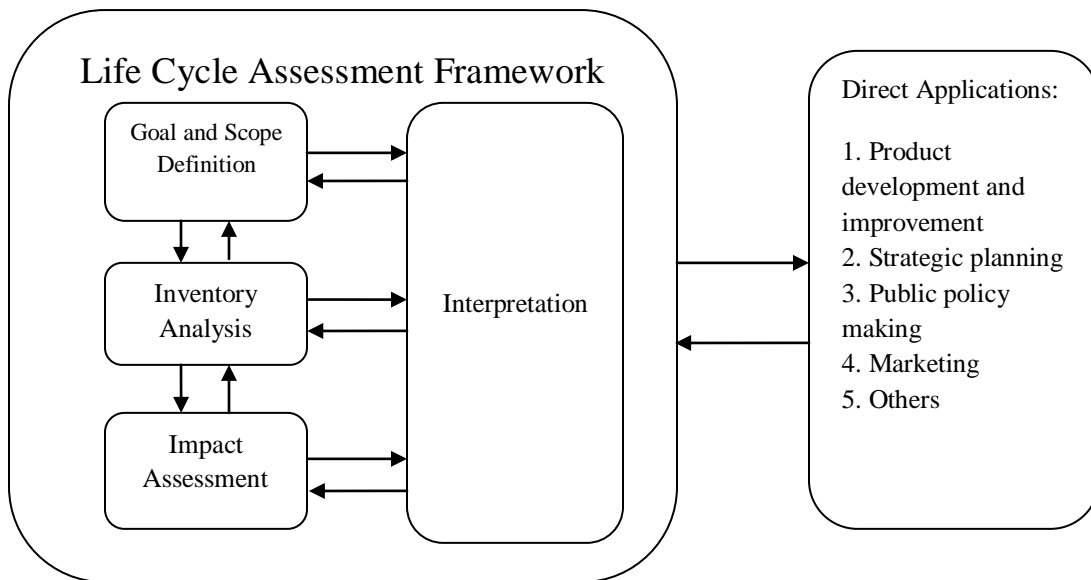 Life Cycle Assessment Framework
Goal and Scope
Definition
Inventory
Analysis
Impact
Assessment
Interpretation
Direct Applications:
1. Product
development and
improvement
2. Strategic planning
3. Public policy
making
4. Marketing
5. Others